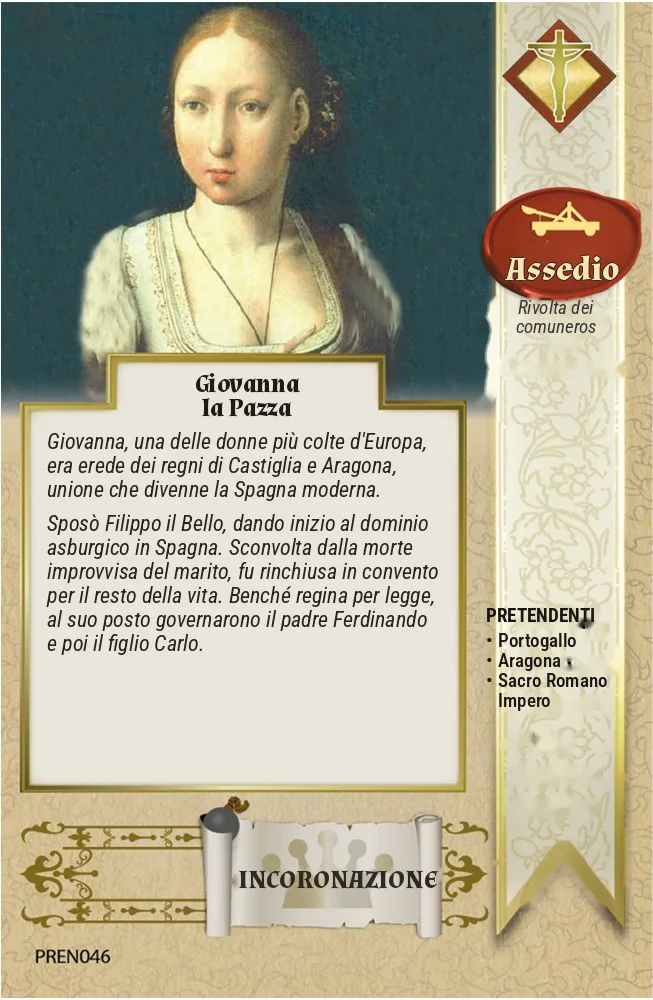 Assedio
Rivolta dei
comuneros
Giovanna
la Pazza
Giovanna, una delle donne più colte d'Europa,
era erede dei regni di Castiglia e Aragona,
unione che divenne la Spagna moderna.
Sposò Filippo il Bello, dando inizio al dominio
asburgico in Spagna. Sconvolta dalla morte
improvvisa del marito, fu rinchiusa in convento
per il resto della vita. Benché regina per legge,
al suo posto governarono il padre Ferdinando
e poi il figlio Carlo.
PRETENDENTI
• Portogallo
• Aragona
• Sacro Romano
Impero
INCORONAZIONE
PREN046